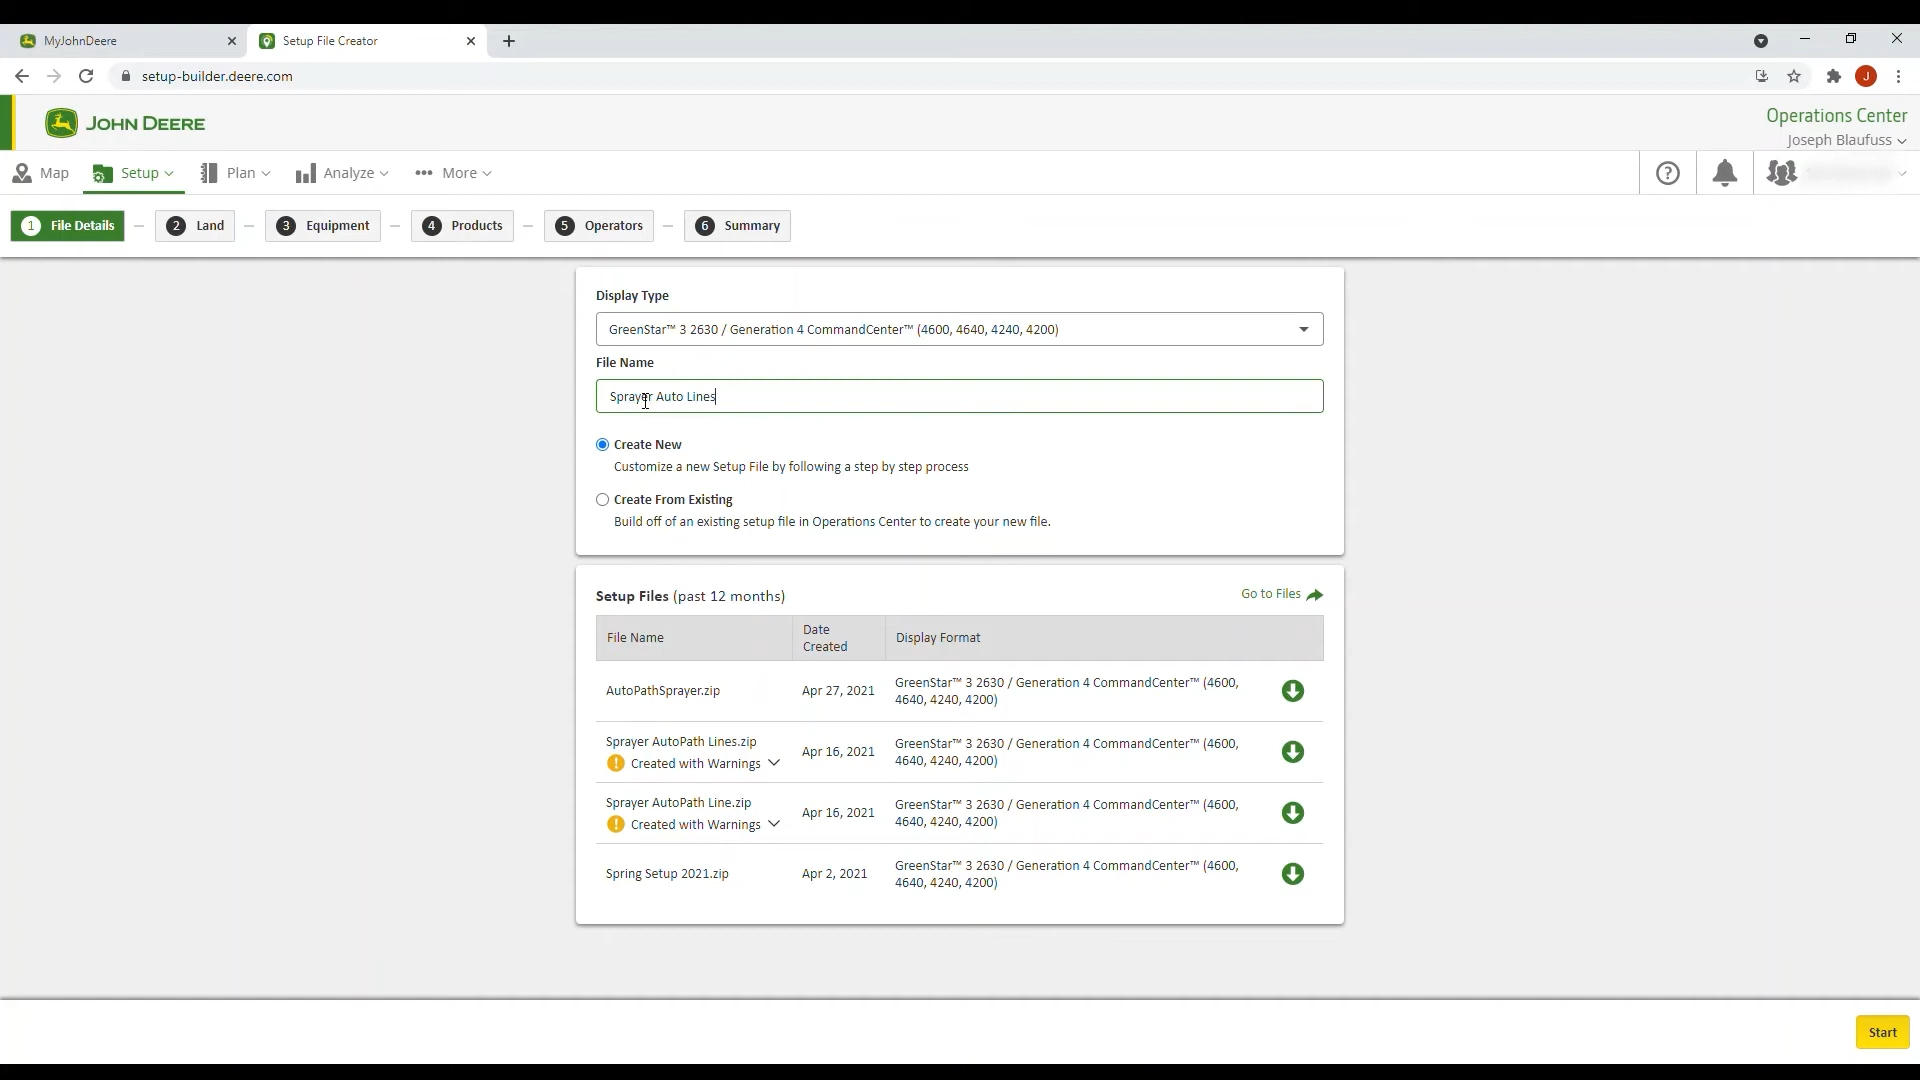 MyJohnDeere
Setup File Creator
setup-builder.deere.com
J
JOHN DEERE
Operations Center
Joseph Blaufuss
Map
Setup
Plan
Analyze
More
1 File Details
2 Land
3 Equipment
4 Products
5 Operators
6 Summary
Display Type
GreenStar™ 3 2630 / Generation 4 CommandCenter™ (4600, 4640, 4240, 4200)
File Name
Sprayer Auto Lines
Create New
Customize a new Setup File by following a step by step process
Create From Existing
Build off of an existing setup file in Operations Center to create your new file.
Setup Files (past 12 months)
Go to Files
File Name
Date
Created
Display Format
AutoPathSprayer.zip
Apr 27, 2021
GreenStar™ 3 2630 / Generation 4 CommandCenter™ (4600,
4640, 4240, 4200)
Sprayer AutoPath Lines.zip
Created with Warnings
Apr 16, 2021
GreenStar™ 3 2630 / Generation 4 CommandCenter™ (4600,
4640, 4240, 4200)
Sprayer AutoPath Line.zip
Created with Warnings
Apr 16, 2021
GreenStar™ 3 2630 / Generation 4 CommandCenter™ (4600,
4640, 4240, 4200)
Spring Setup 2021.zip
Apr 2, 2021
GreenStar™ 3 2630 / Generation 4 CommandCenter™ (4600,
4640, 4240, 4200)
Start